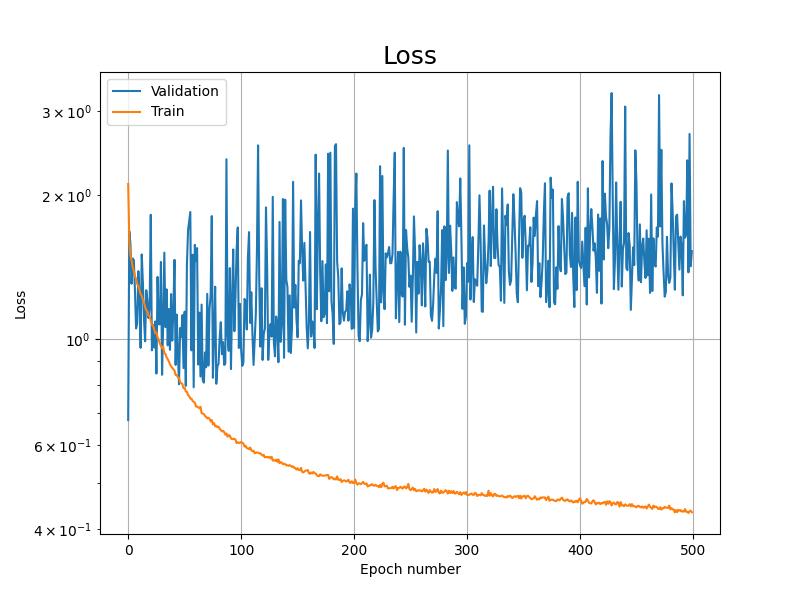 Loss
Validation
Train
3 × 10⁰
2 × 10⁰
10⁰
6 × 10⁻¹
4 × 10⁻¹
Loss
0 100 200 300 400 500
Epoch number